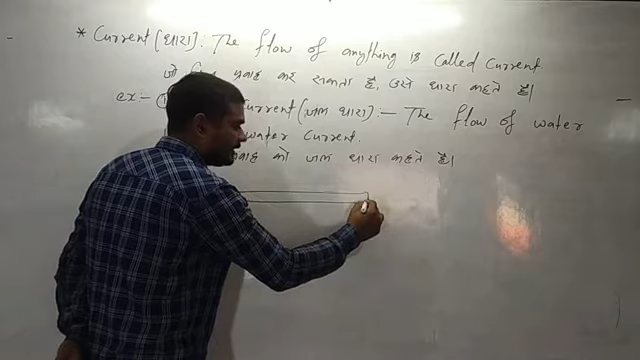 * Current (धारा) : The flow of anything is called current.
जो प्रवाह कर सकता है, उसे धारा कहते हैं।
ex:- Current (जल धारा) :- The flow of water
water current.
प्रवाह को जल धारा कहते हैं।